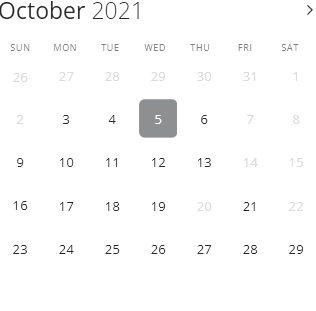 October 2021
SUN MON TUE WED THU FRI SAT
26 27 28 29 30 31 1
2 3 4 5 6 7 8
9 10 11 12 13 14 15
16 17 18 19 20 21 22
23 24 25 26 27 28 29